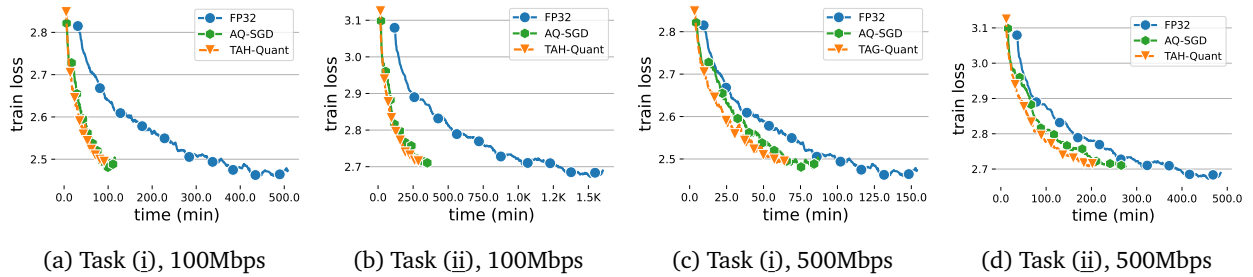 train loss
2.8
2.7
2.6
2.5
0.0 100.0 200.0 300.0 400.0 500.0
time (min)
FP32
AQ-SGD
TAH-Quant
(a) Task (i), 100Mbps
train loss
3.1
3.0
2.9
2.8
2.7
0.0 250.0 500.0 750.0 1.0K 1.2K 1.5K
time (min)
FP32
AQ-SGD
TAH-Quant
(b) Task (ii), 100Mbps
train loss
2.8
2.7
2.6
2.5
0.0 25.0 50.0 75.0 100.0 125.0 150.0
time (min)
FP32
AQ-SGD
TAG-Quant
(c) Task (i), 500Mbps
train loss
3.1
3.0
2.9
2.8
2.7
0.0 100.0 200.0 300.0 400.0 500.0
time (min)
FP32
AQ-SGD
TAH-Quant
(d) Task (ii), 500Mbps